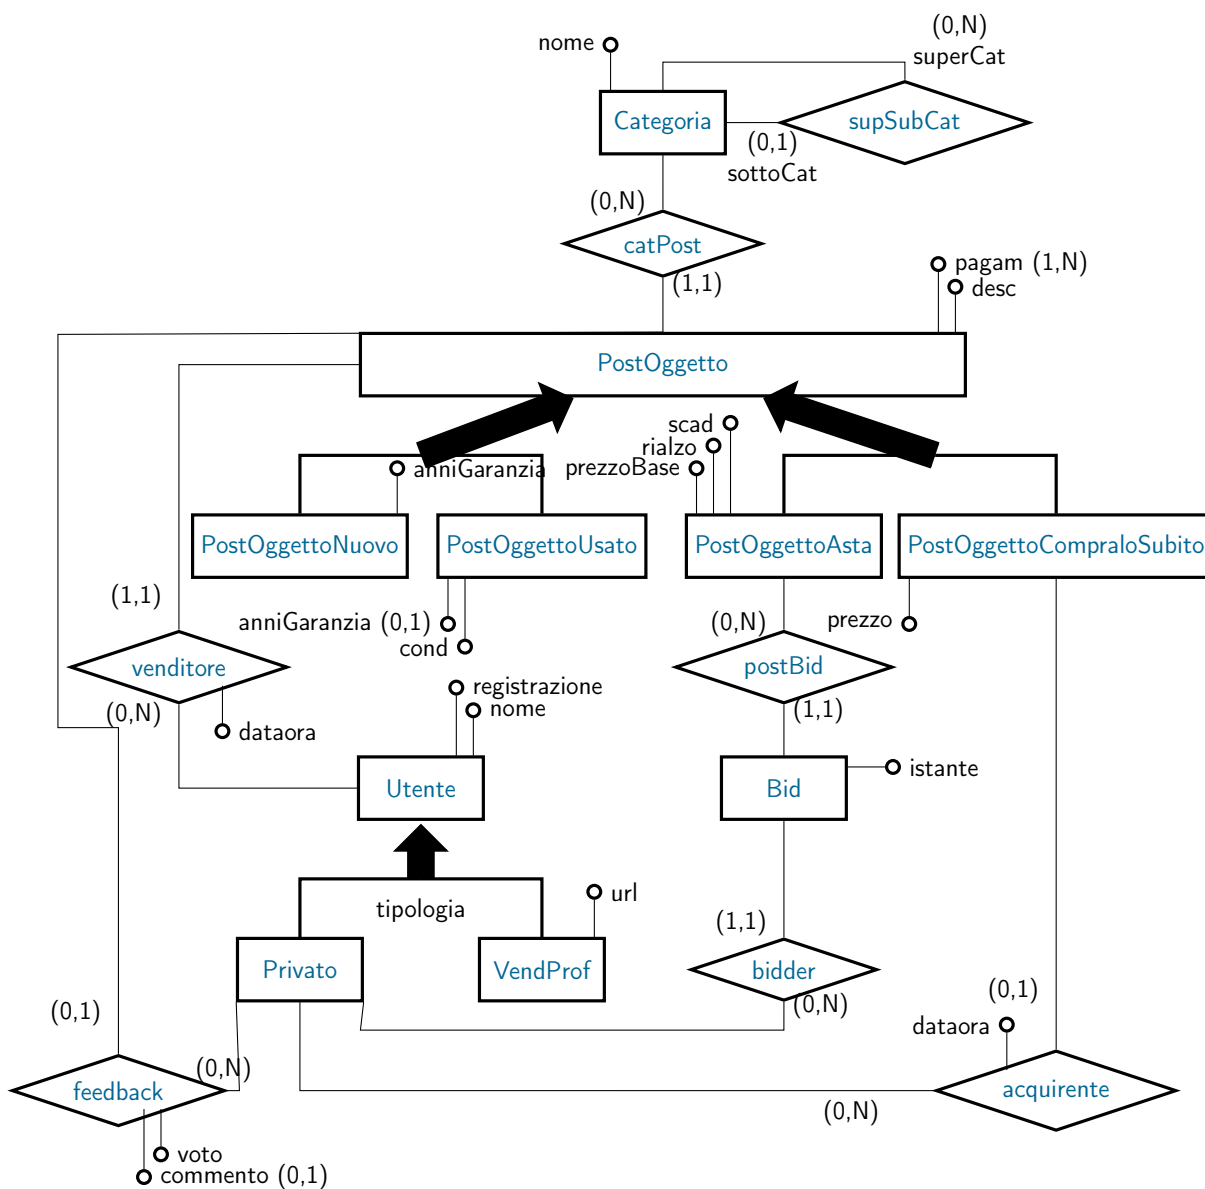 (0,N)
nome
superCat
Categoria
supSubCat
(0,1)
sottoCat
(0,N)
catPost
pagam (1,N)
(1,1)
desc
PostOggetto
scad
rialzo
anniGaranzia
prezzoBase
PostOggettoNuovo
PostOggettoUsato
PostOggettoAsta
PostOggettoCompraloSubito
(1,1)
anniGaranzia (0,1)
cond
(0,N)
prezzo
venditore
postBid
registrazione
nome
(0,N)
dataora
(1,1)
Utente
Bid
istante
url
tipologia
(1,1)
Privato
VendProf
bidder
(0,1)
(0,N)
(0,1)
dataora
(0,N)
feedback
acquirente
(0,N)
voto
commento (0,1)